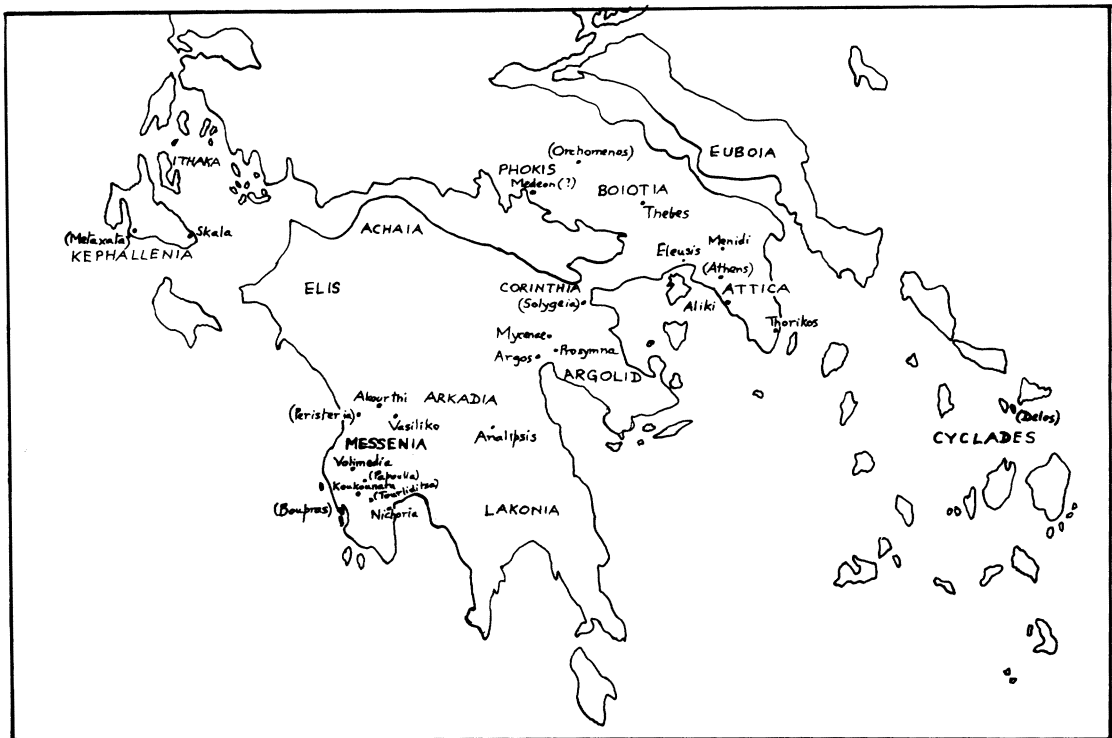 (Orchomenos)
EUBOIA
ITHAKA
PHOKIS
Medeon (?)
BOIOTIA
Thebes
(Metaxata)
Skala
KEPHALLENIA
ACHAIA
Menidi
Eleusis
(Athens)
ELIS
CORINTHIA
(Solygeia)
ATTICA
Aliki
Thorikos
Mycenae
Prosymna
Argos
ARGOLID
Akourthi
ARKADIA
(Peristeria)
Vasiliko
(Delos)
Analipsis
CYCLADES
MESSENIA
Volimedia
(Papoulia)
Koukounara
(Tourliditsa)
(Boupras)
Nichoria
LAKONIA